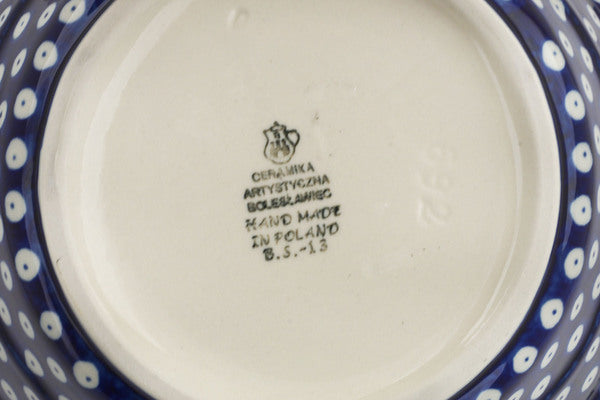 CERAMIKA
ARTYSTYCZNA
BOLESŁAWIEC
HAND MADE
IN POLAND
B.S.-13